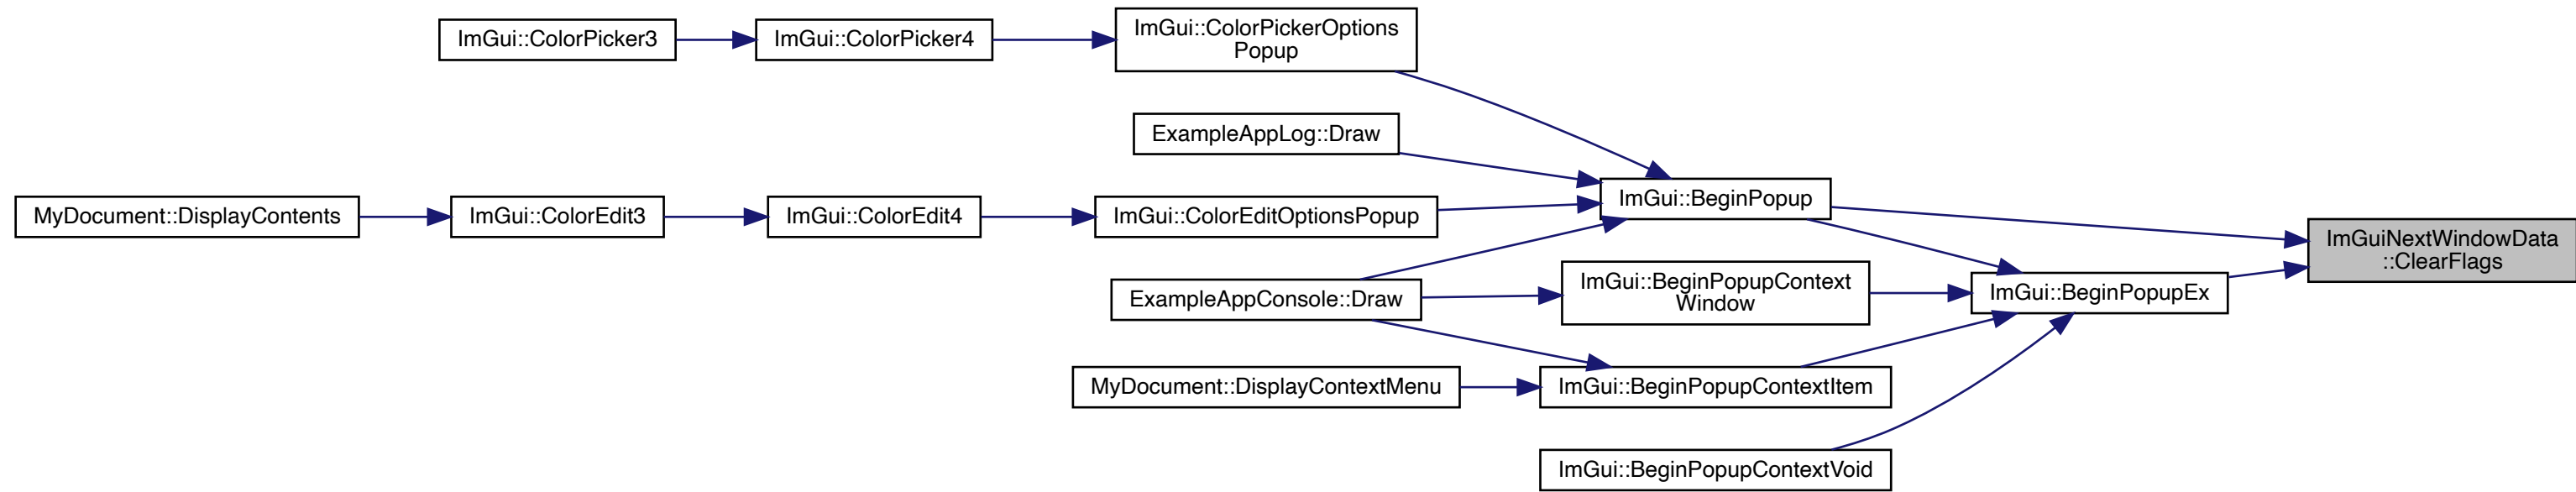 ImGui::ColorPicker3
ImGui::ColorPicker4
ImGui::ColorPickerOptions
Popup
ExampleAppLog::Draw
ImGui::BeginPopup
MyDocument::DisplayContents
ImGui::ColorEdit3
ImGui::ColorEdit4
ImGui::ColorEditOptionsPopup
ImGuiNextWindowData
::ClearFlags
ExampleAppConsole::Draw
ImGui::BeginPopupContext
Window
ImGui::BeginPopupEx
MyDocument::DisplayContextMenu
ImGui::BeginPopupContextItem
ImGui::BeginPopupContextVoid